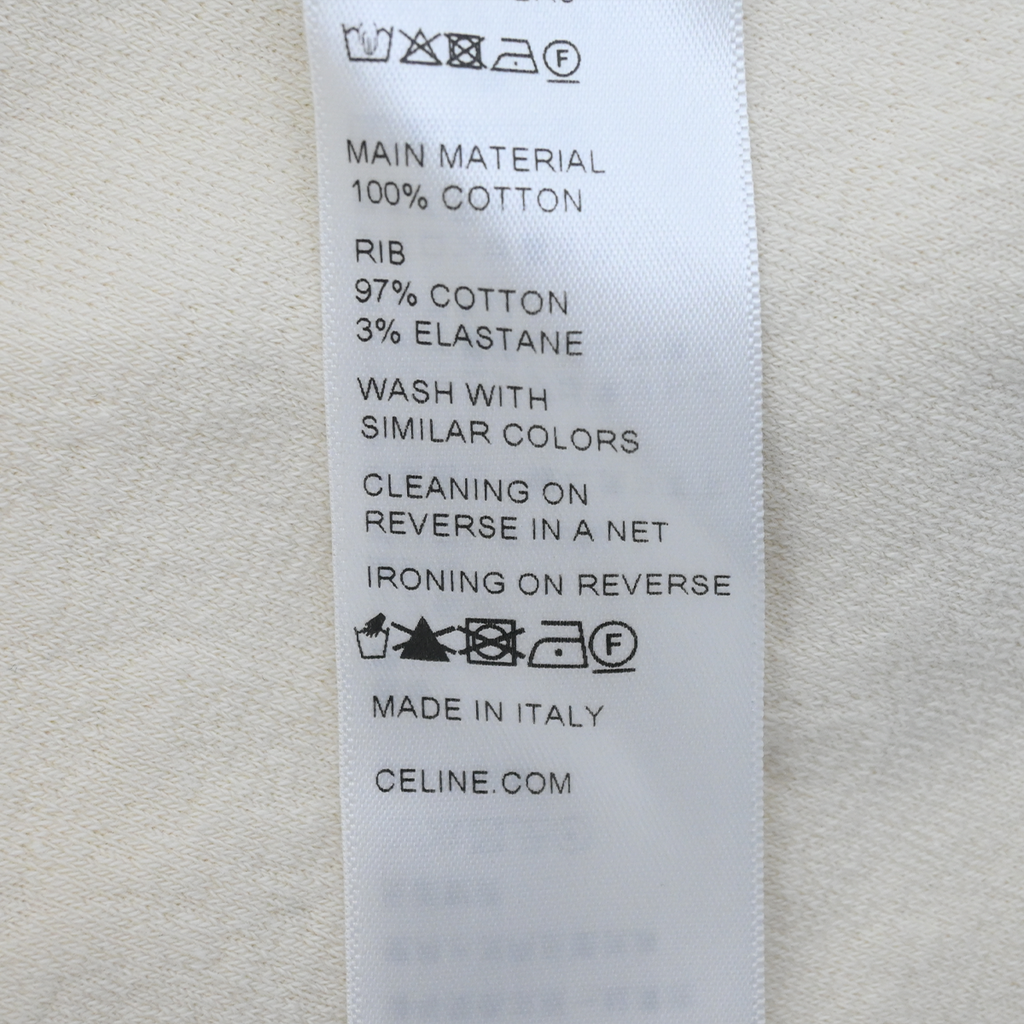 F
MAIN MATERIAL
100% COTTON
RIB
97% COTTON
3% ELASTANE
WASH WITH
SIMILAR COLORS
CLEANING ON
REVERSE IN A NET
IRONING ON REVERSE
F
MADE IN ITALY
CELINE.COM